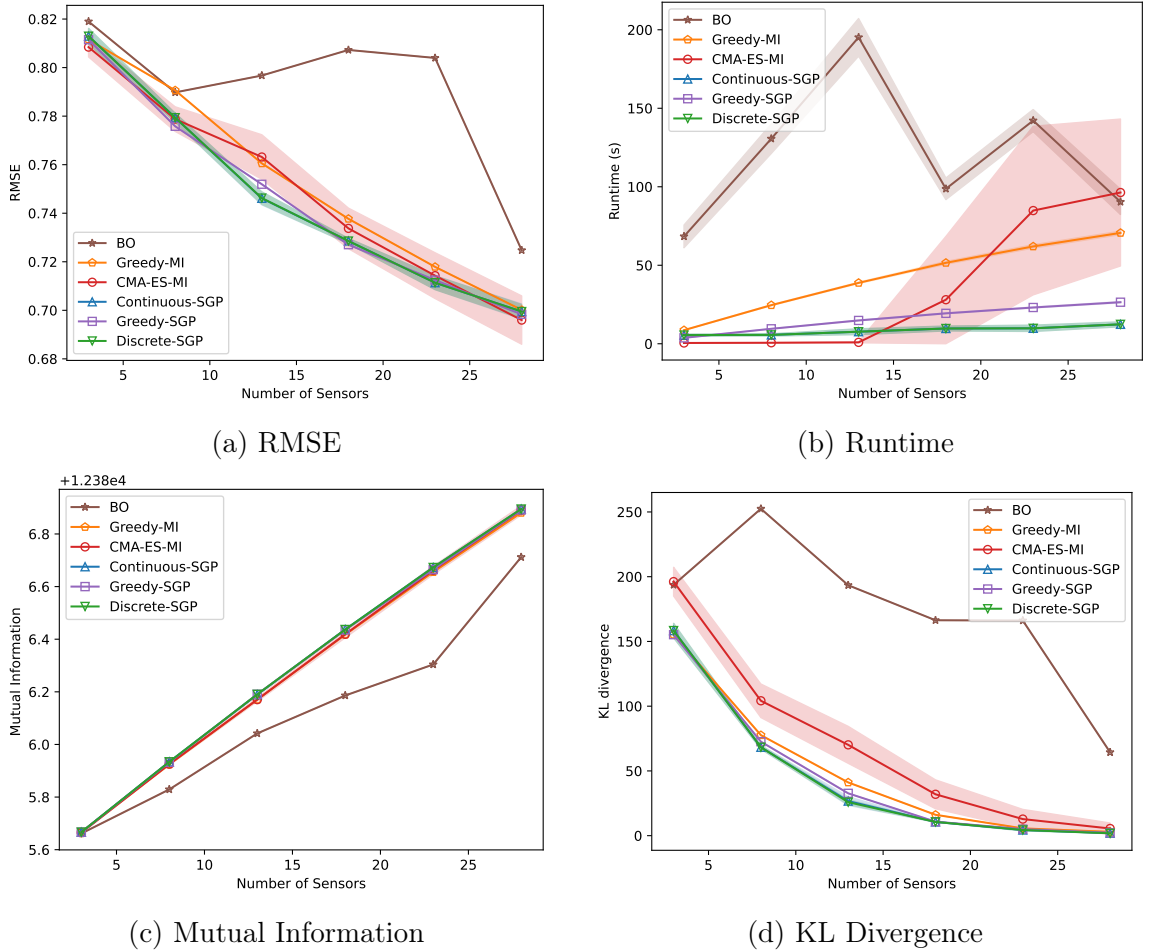 0.82
0.80
0.78
0.76
0.74
0.72
0.70
0.68
RMSE
BO
Greedy-MI
CMA-ES-MI
Continuous-SGP
Greedy-SGP
Discrete-SGP
5 10 15 20 25
Number of Sensors
(a) RMSE
200
150
100
50
0
Runtime (s)
BO
Greedy-MI
CMA-ES-MI
Continuous-SGP
Greedy-SGP
Discrete-SGP
5 10 15 20 25
Number of Sensors
(b) Runtime
+1.238e4
6.8
6.6
6.4
6.2
6.0
5.8
5.6
Mutual Information
BO
Greedy-MI
CMA-ES-MI
Continuous-SGP
Greedy-SGP
Discrete-SGP
5 10 15 20 25
Number of Sensors
(c) Mutual Information
250
200
150
100
50
0
KL divergence
BO
Greedy-MI
CMA-ES-MI
Continuous-SGP
Greedy-SGP
Discrete-SGP
5 10 15 20 25
Number of Sensors
(d) KL Divergence